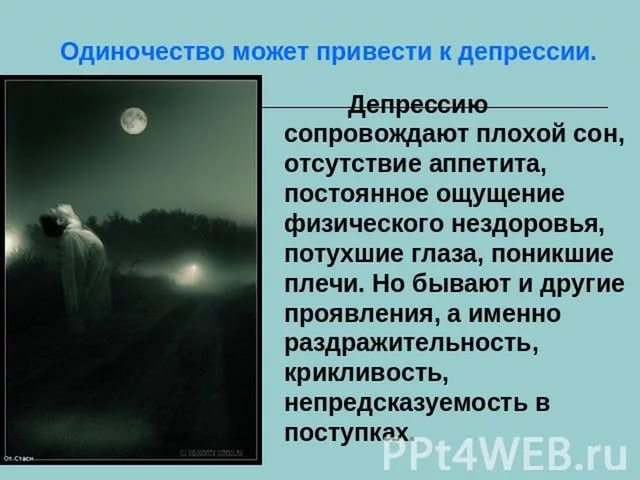 Одиночество может привести к депрессии.
Депрессию
сопровождают плохой сон,
отсутствие аппетита,
постоянное ощущение
физического нездоровья,
потухшие глаза, поникшие
плечи. Но бывают и другие
проявления, а именно
раздражительность,
крикливость,
непредсказуемость в
поступках.
От-Стаси
PPt4WEB.ru